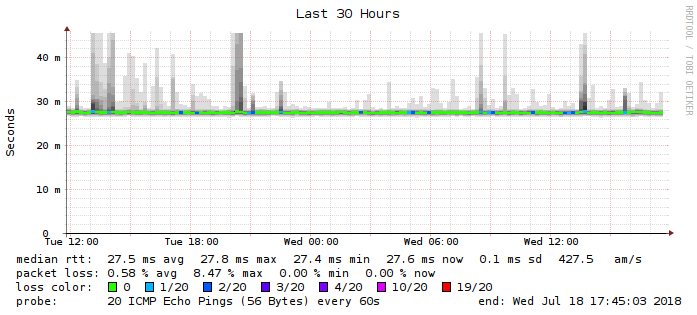 Last 30 Hours
RRDTOOL / TOBI OETIKER
Seconds
40 m
30 m
20 m
10 m
0
Tue 12:00 Tue 18:00 Wed 00:00 Wed 06:00 Wed 12:00
median rtt: 27.5 ms avg 27.8 ms max 27.4 ms min 27.6 ms now 0.1 ms sd 427.5 am/s
packet loss: 0.58 % avg 8.47 % max 0.00 % min 0.00 % now
loss color: 0 1/20 2/20 3/20 4/20 10/20 19/20
probe: 20 ICMP Echo Pings (56 Bytes) every 60s end: Wed Jul 18 17:45:03 2018